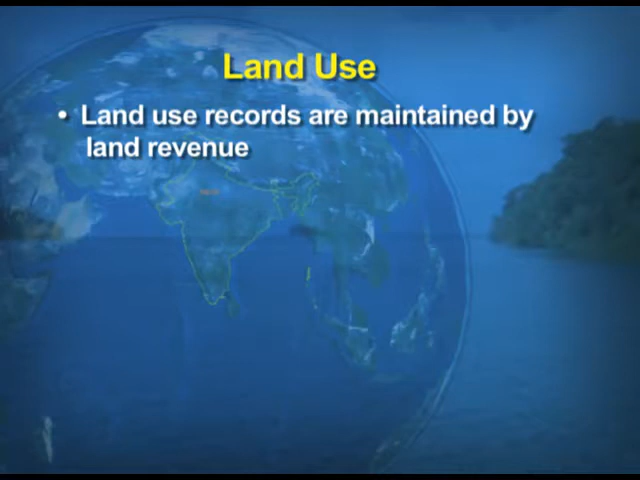 Land Use
• Land use records are maintained by
land revenue